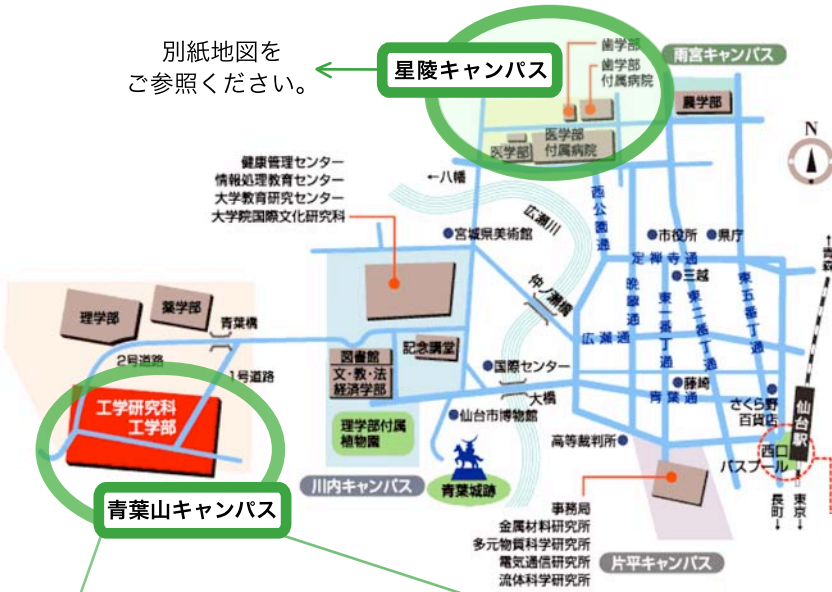 別紙地図を
ご参照ください。
星陵キャンパス
歯学部
歯学部
付属病院
雨宮キャンパス
農学部
医学部
医学部
付属病院
N
健康管理センター
情報処理教育センター
大学教育研究センター
大学院国際文化研究科
←八幡
広瀬川
西公園通
宮城県美術館
市役所
県庁
定禅寺通
三越
←青森
仲ノ瀬橋
晩翠通
東一番丁通
東二番丁通
東五番丁通
広瀬通
理学部
薬学部
青葉橋
2号道路
1号道路
図書館
文・教・法
経済学部
記念講堂
国際センター
大橋
藤崎
青葉通
さくら野
百貨店
仙台駅
工学研究科
工学部
理学部付属
植物園
仙台市博物館
高等裁判所
西口
バスプール
青葉山キャンパス
川内キャンパス
青葉城跡
長町→
東京→
事務局
金属材料研究所
多元物質科学研究所
電気通信研究所
流体科学研究所
片平キャンパス